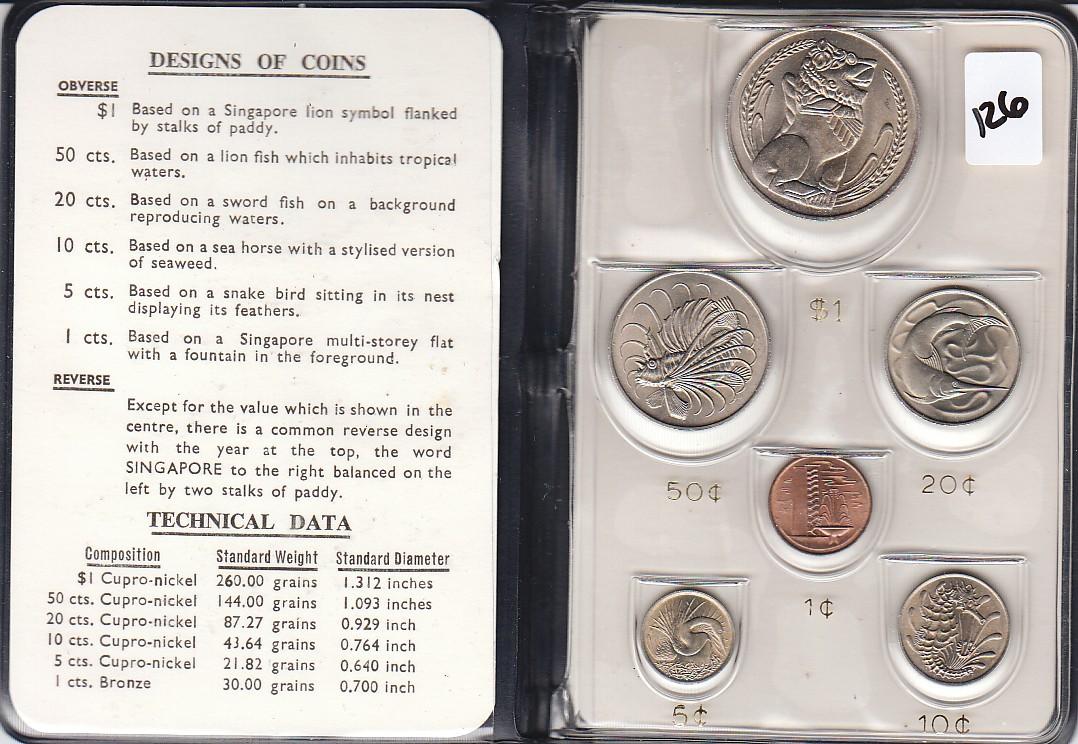 DESIGNS OF COINS
OBVERSE
$1 Based on a Singapore lion symbol flanked
by stalks of paddy.
50 cts. Based on a lion fish which inhabits tropical
waters.
20 cts. Based on a sword fish on a background
reproducing waters.
10 cts. Based on a sea horse with a stylised version
of seaweed.
5 cts. Based on a snake bird sitting in its nest
displaying its feathers.
1 cts. Based on a Singapore multi-storey flat
with a fountain in the foreground.
REVERSE
Except for the value which is shown in the
centre, there is a common reverse design
with the year at the top, the word
SINGAPORE to the right balanced on the
left by two stalks of paddy.
TECHNICAL DATA
Composition Standard Weight Standard Diameter
$1 Cupro-nickel 260.00 grains 1.312 inches
50 cts. Cupro-nickel 144.00 grains 1.093 inches
20 cts. Cupro-nickel 87.27 grains 0.929 inch
10 cts. Cupro-nickel 43.64 grains 0.764 inch
5 cts. Cupro-nickel 21.82 grains 0.640 inch
1 cts. Bronze 30.00 grains 0.700 inch
126
$1
50¢
20¢
1¢
5¢
10¢